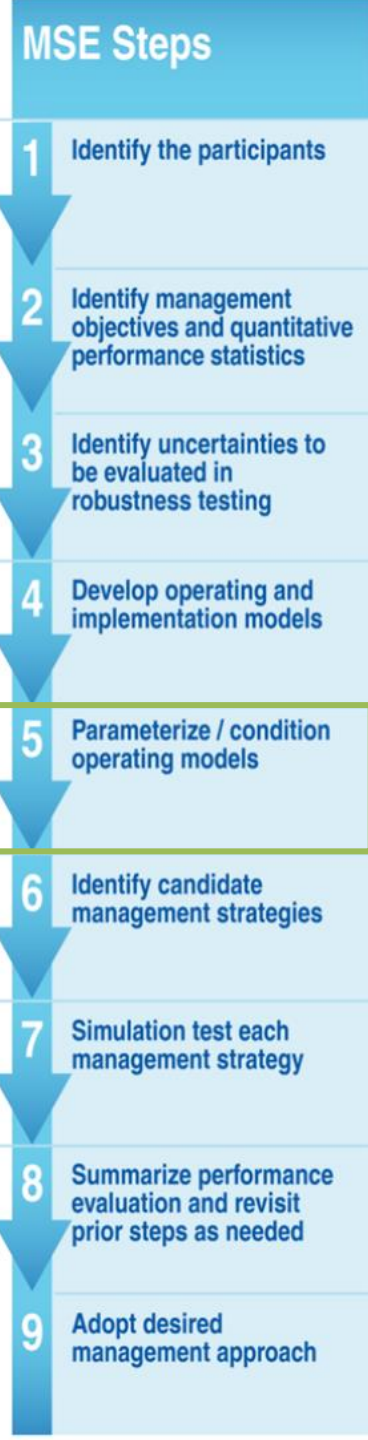 MSE Steps
1
Identify the participants
2
Identify management
objectives and quantitative
performance statistics
3
Identify uncertainties to
be evaluated in
robustness testing
4
Develop operating and
implementation models
5
Parameterize / condition
operating models
6
Identify candidate
management strategies
7
Simulation test each
management strategy
8
Summarize performance
evaluation and revisit
prior steps as needed
9
Adopt desired
management approach